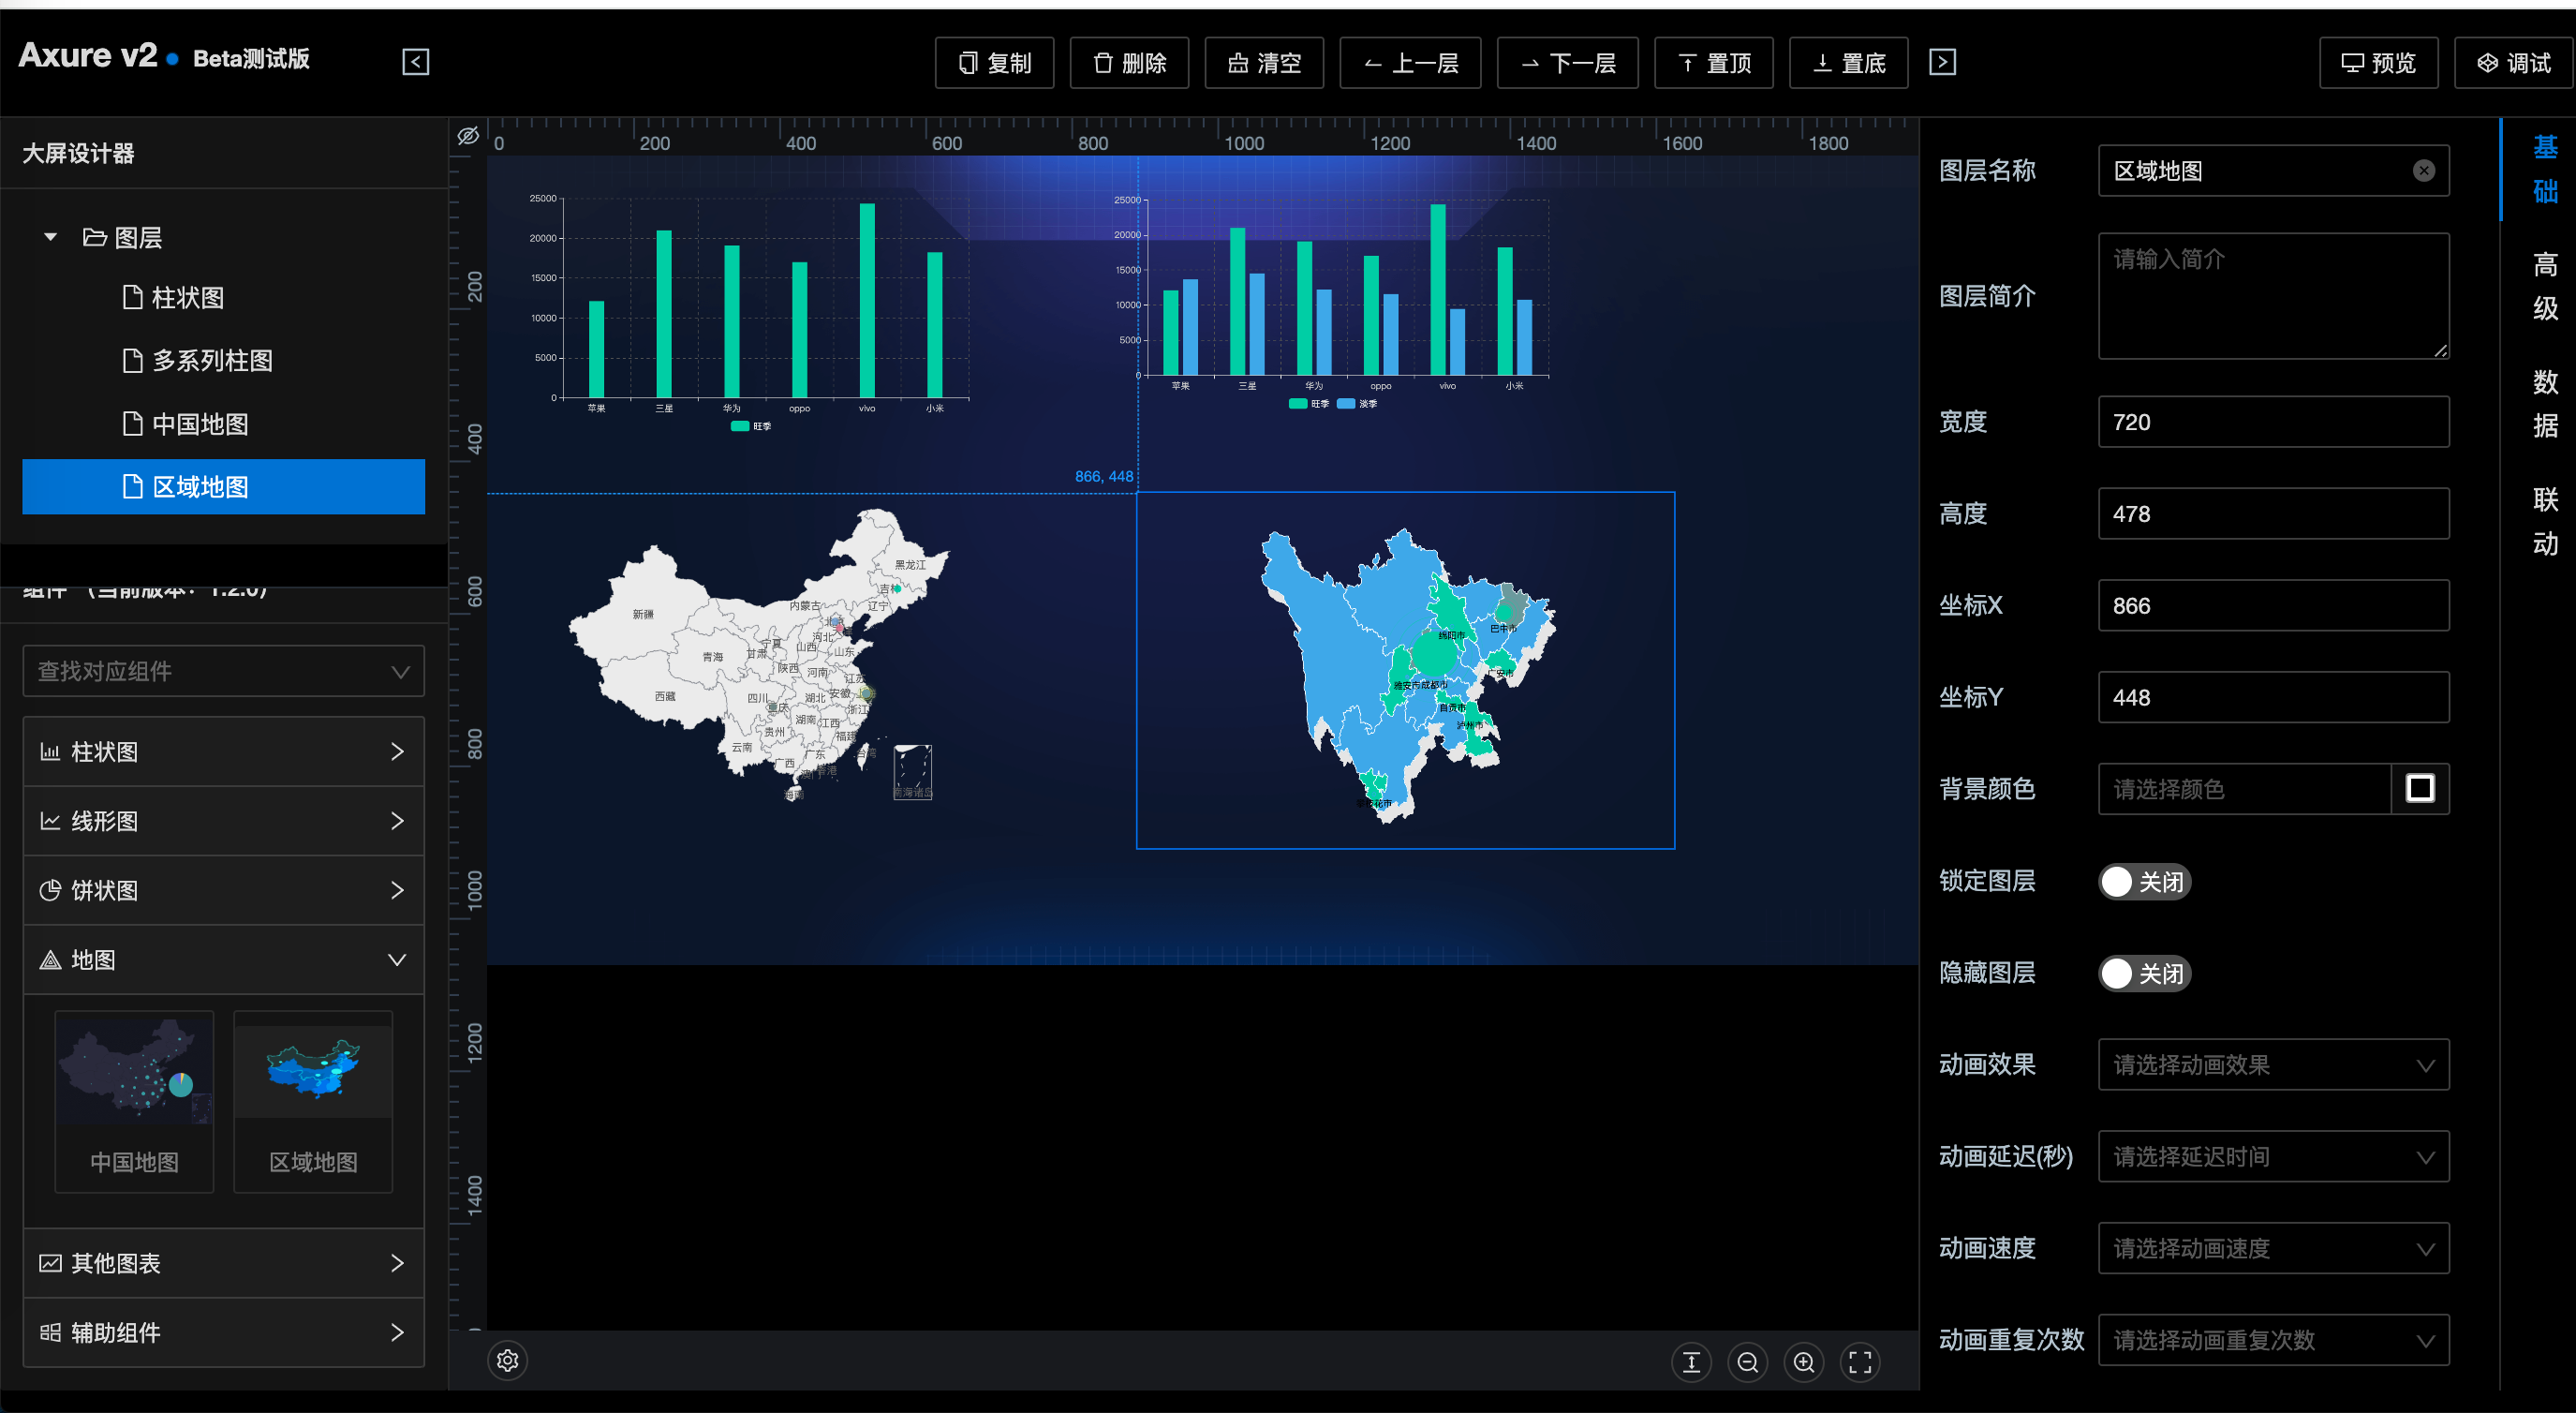 Axure v2 Beta测试版
复制 删除 清空 上一层 下一层 置顶 置底
预览 调试
大屏设计器
图层
柱状图
多系列柱图
中国地图
区域地图
组件 （当前版本：1.2.0）
查找对应组件
柱状图
线形图
饼状图
地图
中国地图 区域地图
其他图表
辅助组件
0 200 400 600 800 1000 1200 1400 1600 1800
200
400
600
800
1000
1200
1400
25000
20000
15000
10000
5000
0
苹果 三星 华为 oppo vivo 小米
旺季
25000
20000
15000
10000
5000
0
苹果 三星 华为 oppo vivo 小米
旺季 淡季
866, 448
黑龙江
吉林
内蒙古 辽宁
新疆
北京
河北
宁夏 山西
青海 甘肃 山东
陕西 河南
江苏
西藏 四川 湖北 安徽 上海
重庆 浙江
湖南 江西
贵州 福建
云南 广东 台湾
广西
澳门 香港
海南 南海诸岛
绵阳市 巴中市
广安市
雅安市 成都市
自贡市
泸州市
攀枝花市
图层名称 区域地图
图层简介 请输入简介
宽度 720
高度 478
坐标X 866
坐标Y 448
背景颜色 请选择颜色
锁定图层 关闭
隐藏图层 关闭
动画效果 请选择动画效果
动画延迟(秒) 请选择延迟时间
动画速度 请选择动画速度
动画重复次数 请选择动画重复次数
基础
高级
数据
联动